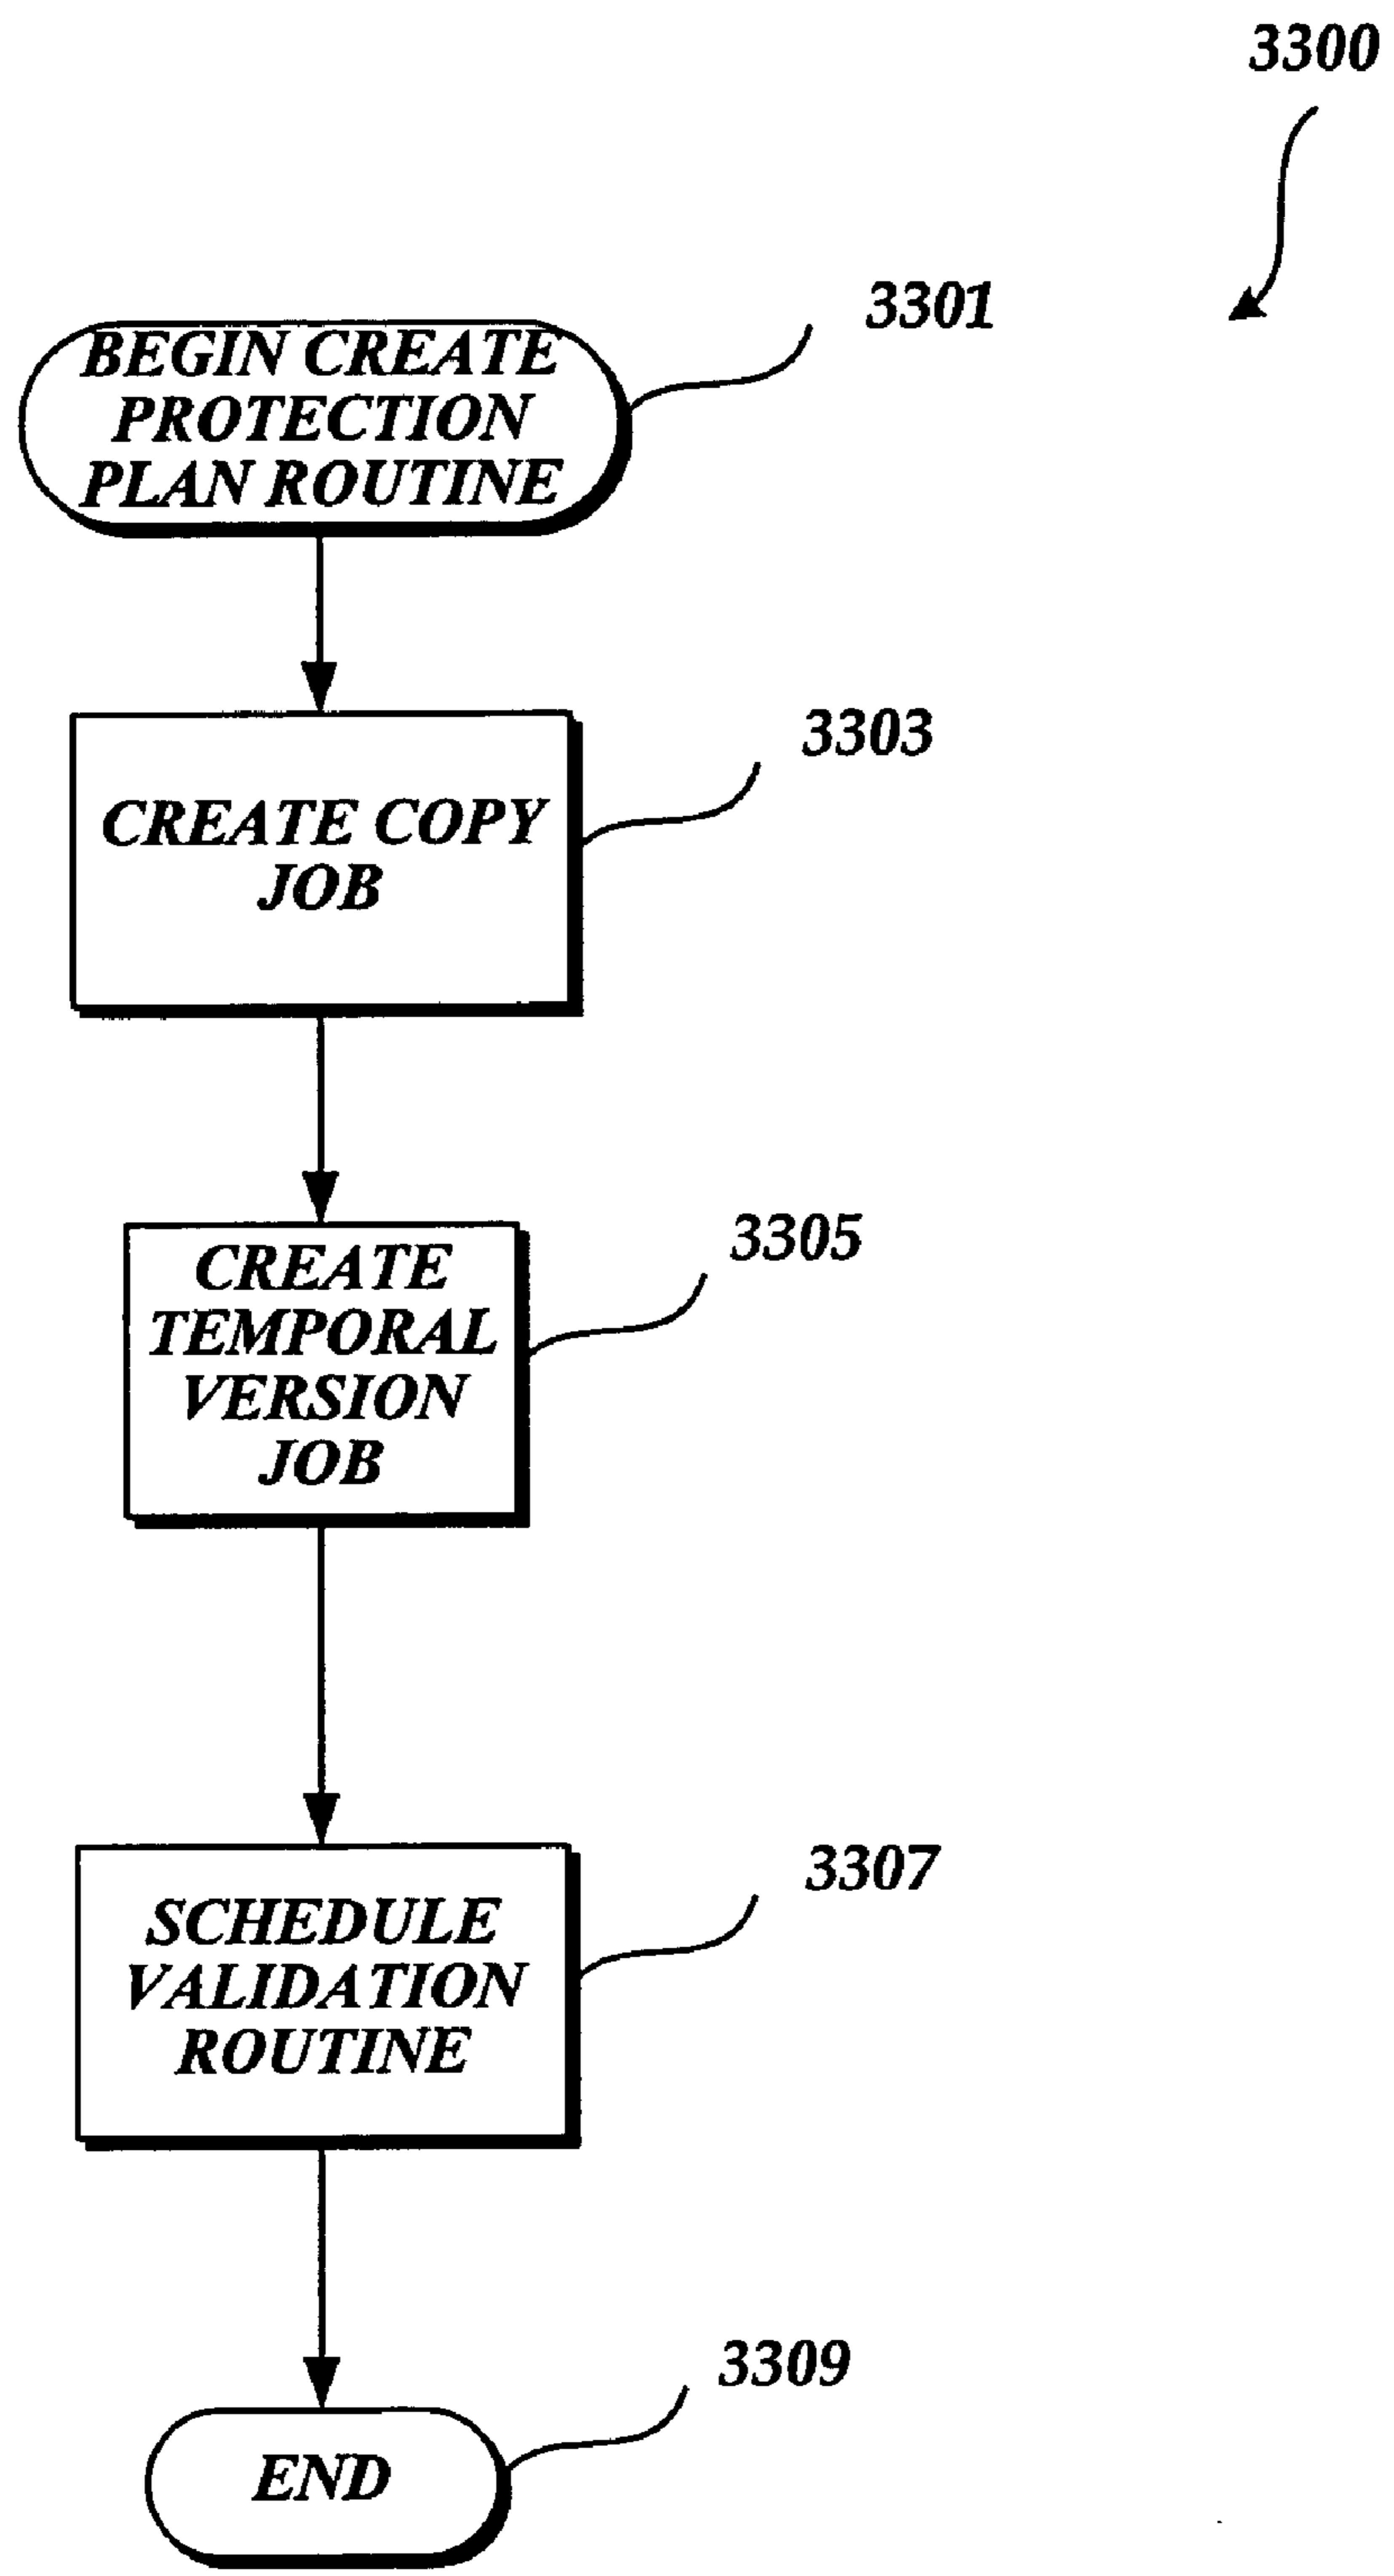 3300
3301
BEGIN CREATE
PROTECTION
PLAN ROUTINE
3303
CREATE COPY
JOB
3305
CREATE
TEMPORAL
VERSION
JOB
3307
SCHEDULE
VALIDATION
ROUTINE
3309
END